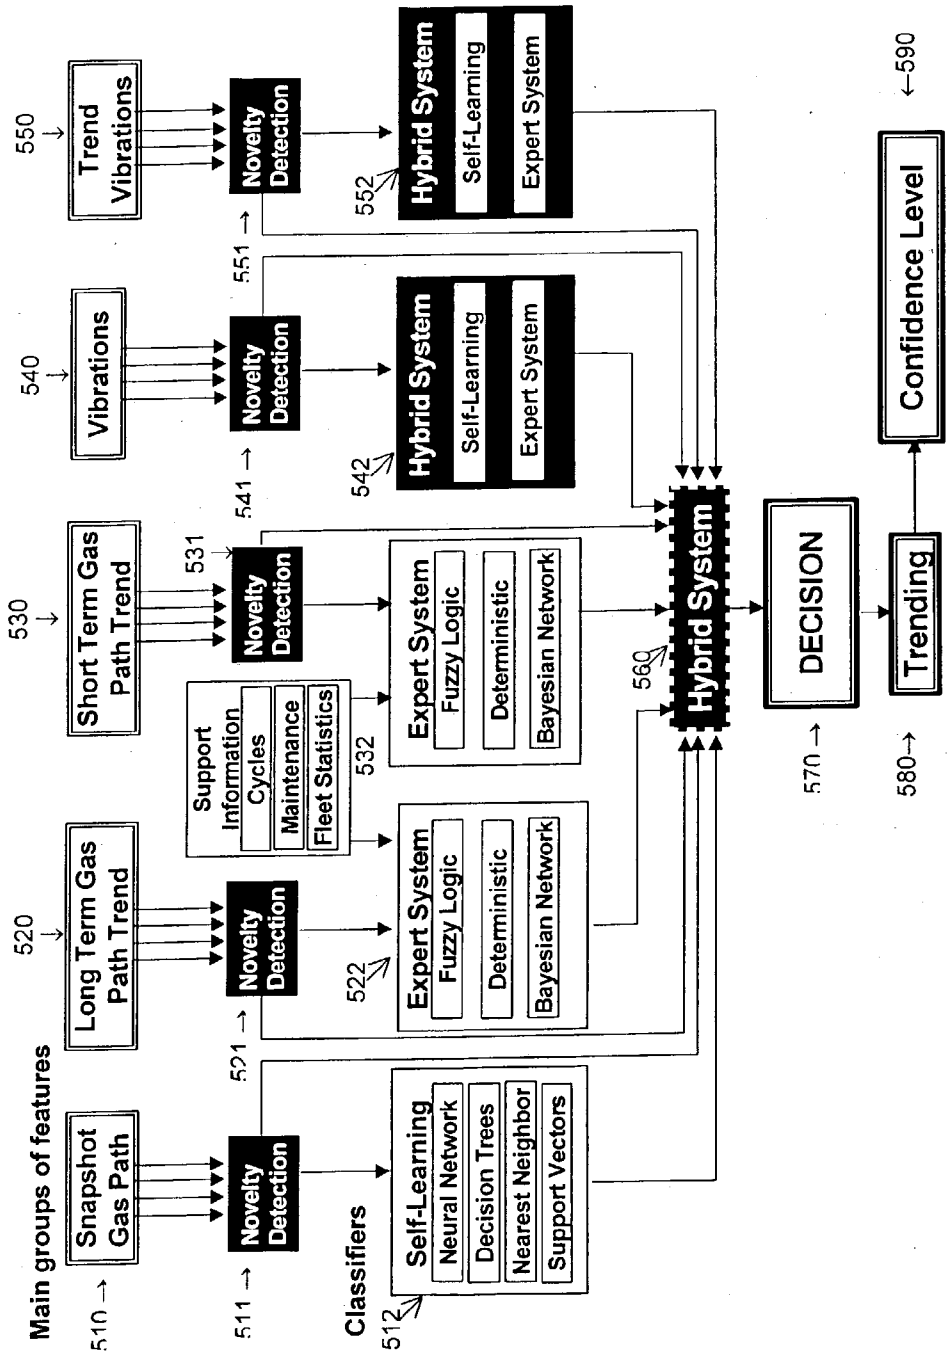 Main groups of features
510 →
Snapshot
Gas Path
520
Long Term Gas
Path Trend
530
Short Term Gas
Path Trend
540
Vibrations
550
Trend
Vibrations
511 →
Novelty
Detection
521 →
Novelty
Detection
Support
Information
Cycles
Maintenance
Fleet Statistics
531
Novelty
Detection
541 →
Novelty
Detection
551 →
Novelty
Detection
Classifiers
512
Self-Learning
Neural Network
Decision Trees
Nearest Neighbor
Support Vectors
522
Expert System
Fuzzy Logic
Deterministic
Bayesian Network
532
Expert System
Fuzzy Logic
Deterministic
Bayesian Network
542
Hybrid System
Self-Learning
Expert System
552
Hybrid System
Self-Learning
Expert System
560
Hybrid System
570 →
DECISION
580→
Trending
Confidence Level
←590